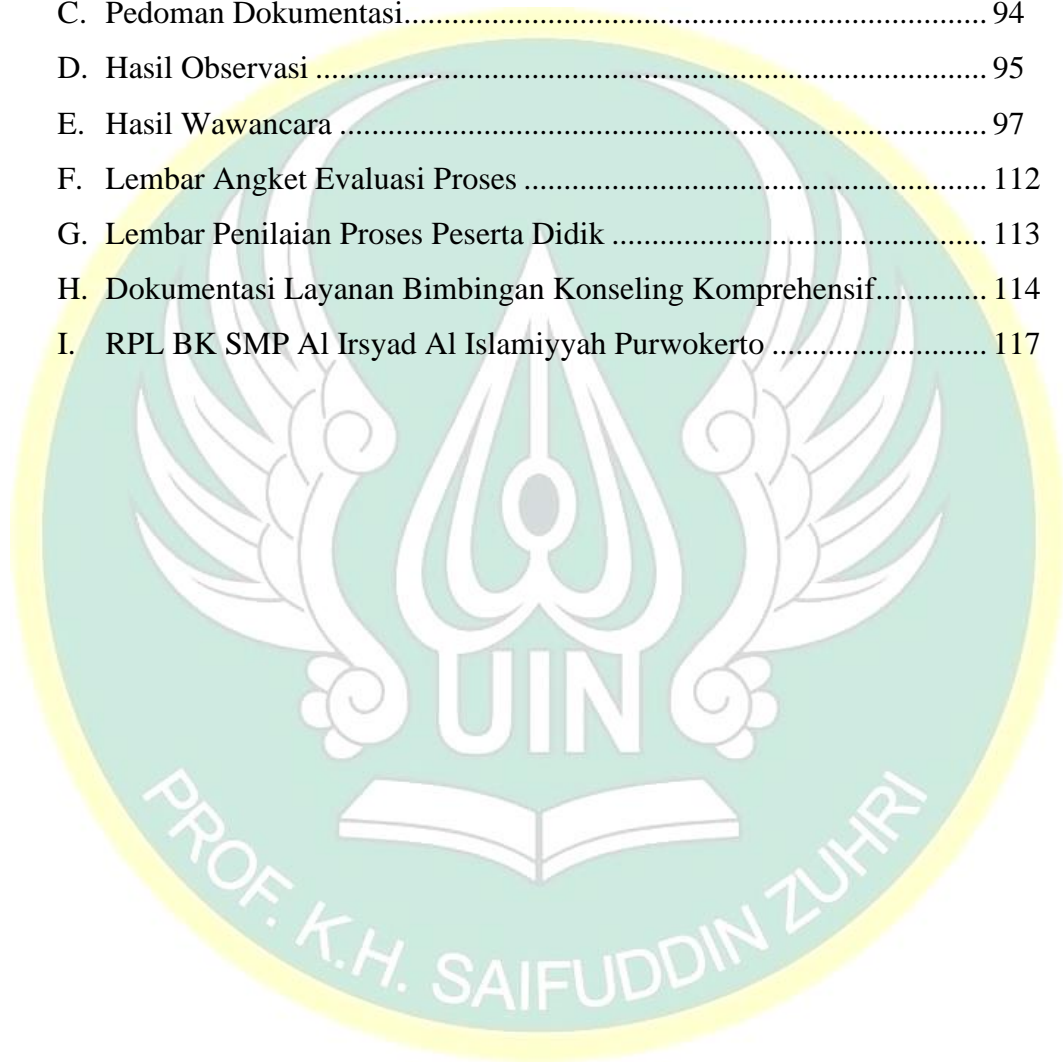 C. Pedoman Dokumentasi.......................................................................... 94
D. Hasil Observasi ..................................................................................... 95
E. Hasil Wawancara .................................................................................. 97
F. Lembar Angket Evaluasi Proses ........................................................... 112
G. Lembar Penilaian Proses Peserta Didik ................................................ 113
H. Dokumentasi Layanan Bimbingan Konseling Komprehensif.............. 114
I. RPL BK SMP Al Irsyad Al Islamiyyah Purwokerto ........................... 117
UIN
PROF. K.H. SAIFUDDIN ZUHRI